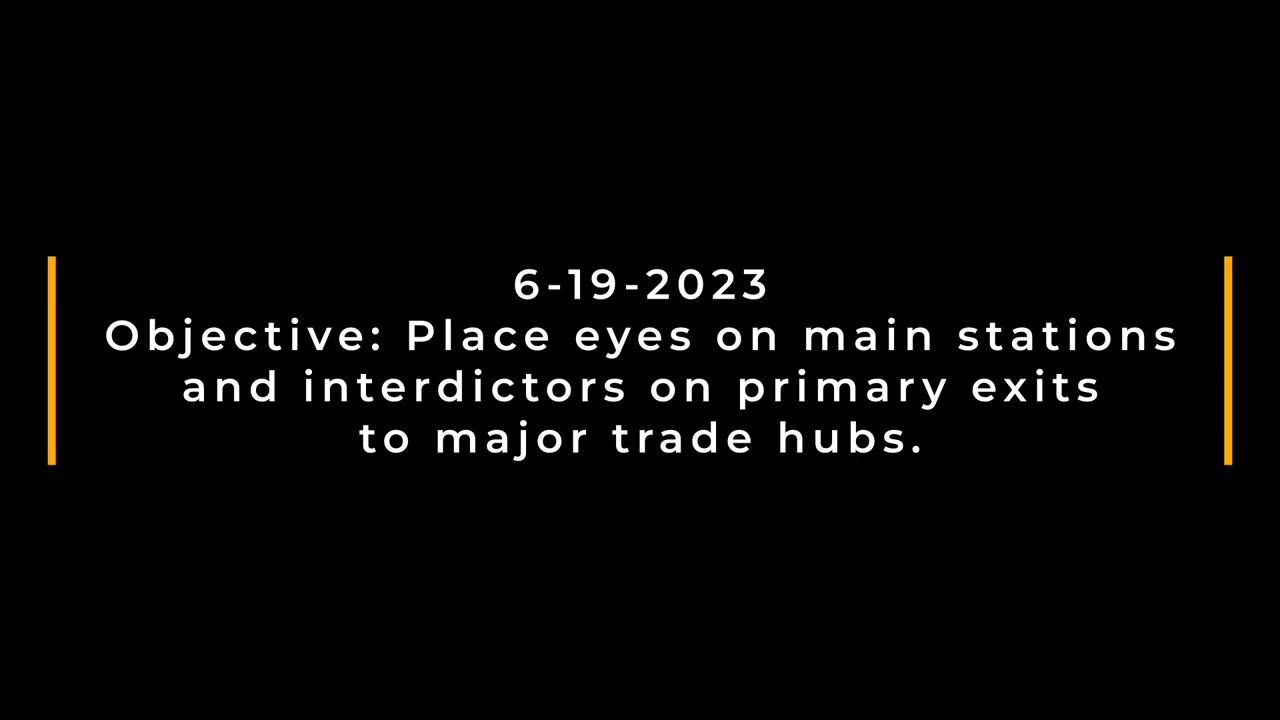 6-19-2023
Objective: Place eyes on main stations
and interdictors on primary exits
to major trade hubs.